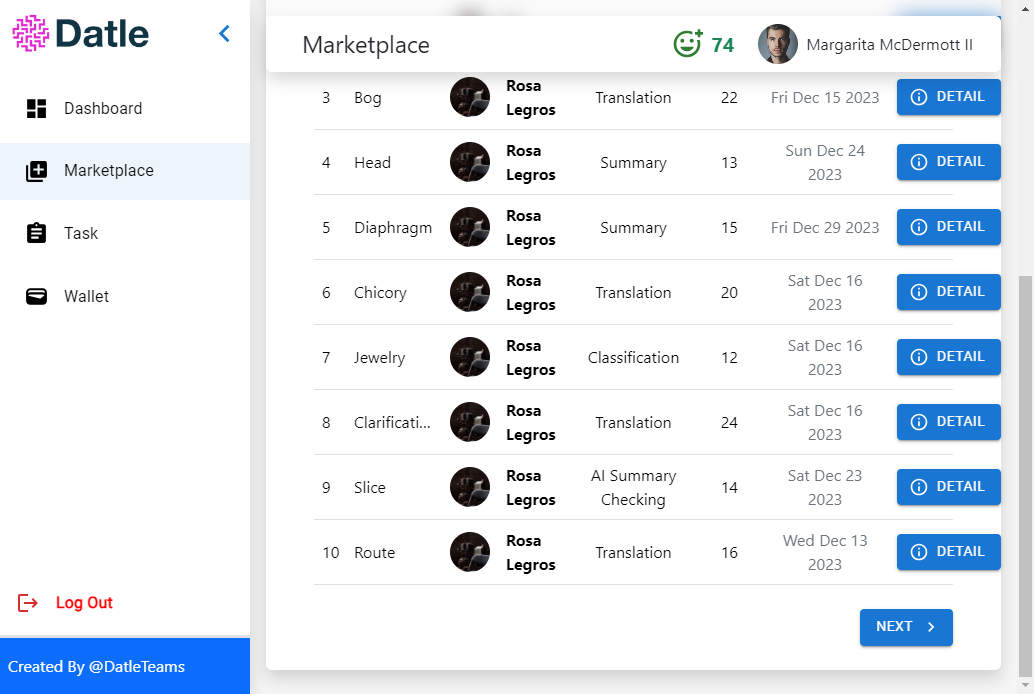 Datle
Dashboard
Marketplace
Task
Wallet
Log Out
Created By @DatleTeams
Marketplace
74
Margarita McDermott II
3 Bog Rosa Legros Translation 22 Fri Dec 15 2023 DETAIL
4 Head Rosa Legros Summary 13 Sun Dec 24 2023 DETAIL
5 Diaphragm Rosa Legros Summary 15 Fri Dec 29 2023 DETAIL
6 Chicory Rosa Legros Translation 20 Sat Dec 16 2023 DETAIL
7 Jewelry Rosa Legros Classification 12 Sat Dec 16 2023 DETAIL
8 Clarificati... Rosa Legros Translation 24 Sat Dec 16 2023 DETAIL
9 Slice Rosa Legros AI Summary Checking 14 Sat Dec 23 2023 DETAIL
10 Route Rosa Legros Translation 16 Wed Dec 13 2023 DETAIL
NEXT